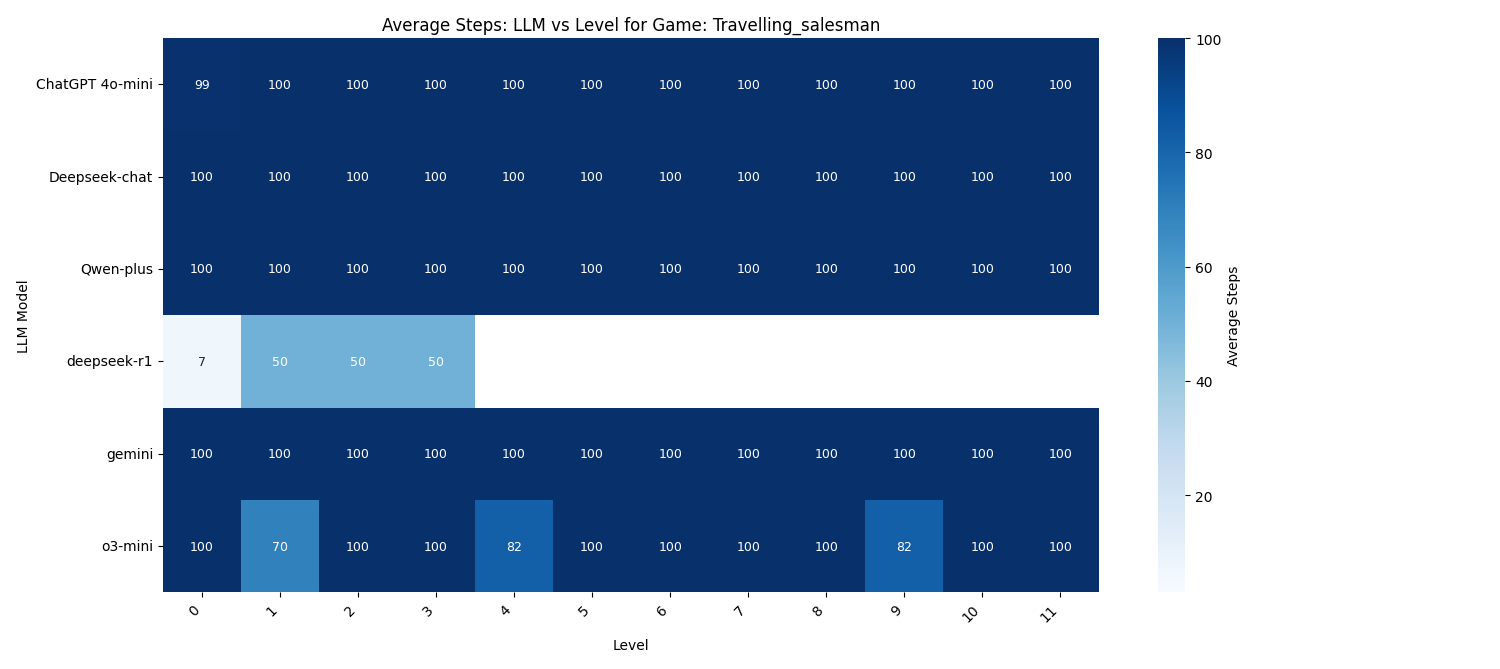 Average Steps: LLM vs Level for Game: Travelling_salesman
LLM Model
ChatGPT 4o-mini 99 100 100 100 100 100 100 100 100 100 100 100
Deepseek-chat 100 100 100 100 100 100 100 100 100 100 100 100
Qwen-plus 100 100 100 100 100 100 100 100 100 100 100 100
deepseek-r1 7 50 50 50
gemini 100 100 100 100 100 100 100 100 100 100 100 100
o3-mini 100 70 100 100 82 100 100 100 100 82 100 100
0 1 2 3 4 5 6 7 8 9 10 11
Level
100
80
60
40
20
Average Steps